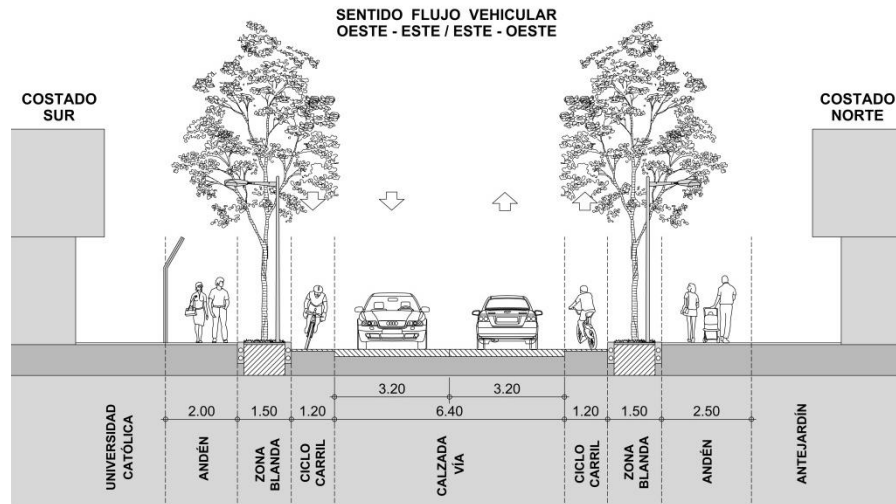 SENTIDO FLUJO VEHICULAR
OESTE - ESTE / ESTE - OESTE
COSTADO
SUR
COSTADO
NORTE
3.20
3.20
2.00
1.50
1.20
6.40
1.20
1.50
2.50
UNIVERSIDAD
CATÓLICA
ANDÉN
ZONA
BLANDA
CICLO
CARRIL
CALZADA
VÍA
CICLO
CARRIL
ZONA
BLANDA
ANDÉN
ANTEJARDÍN